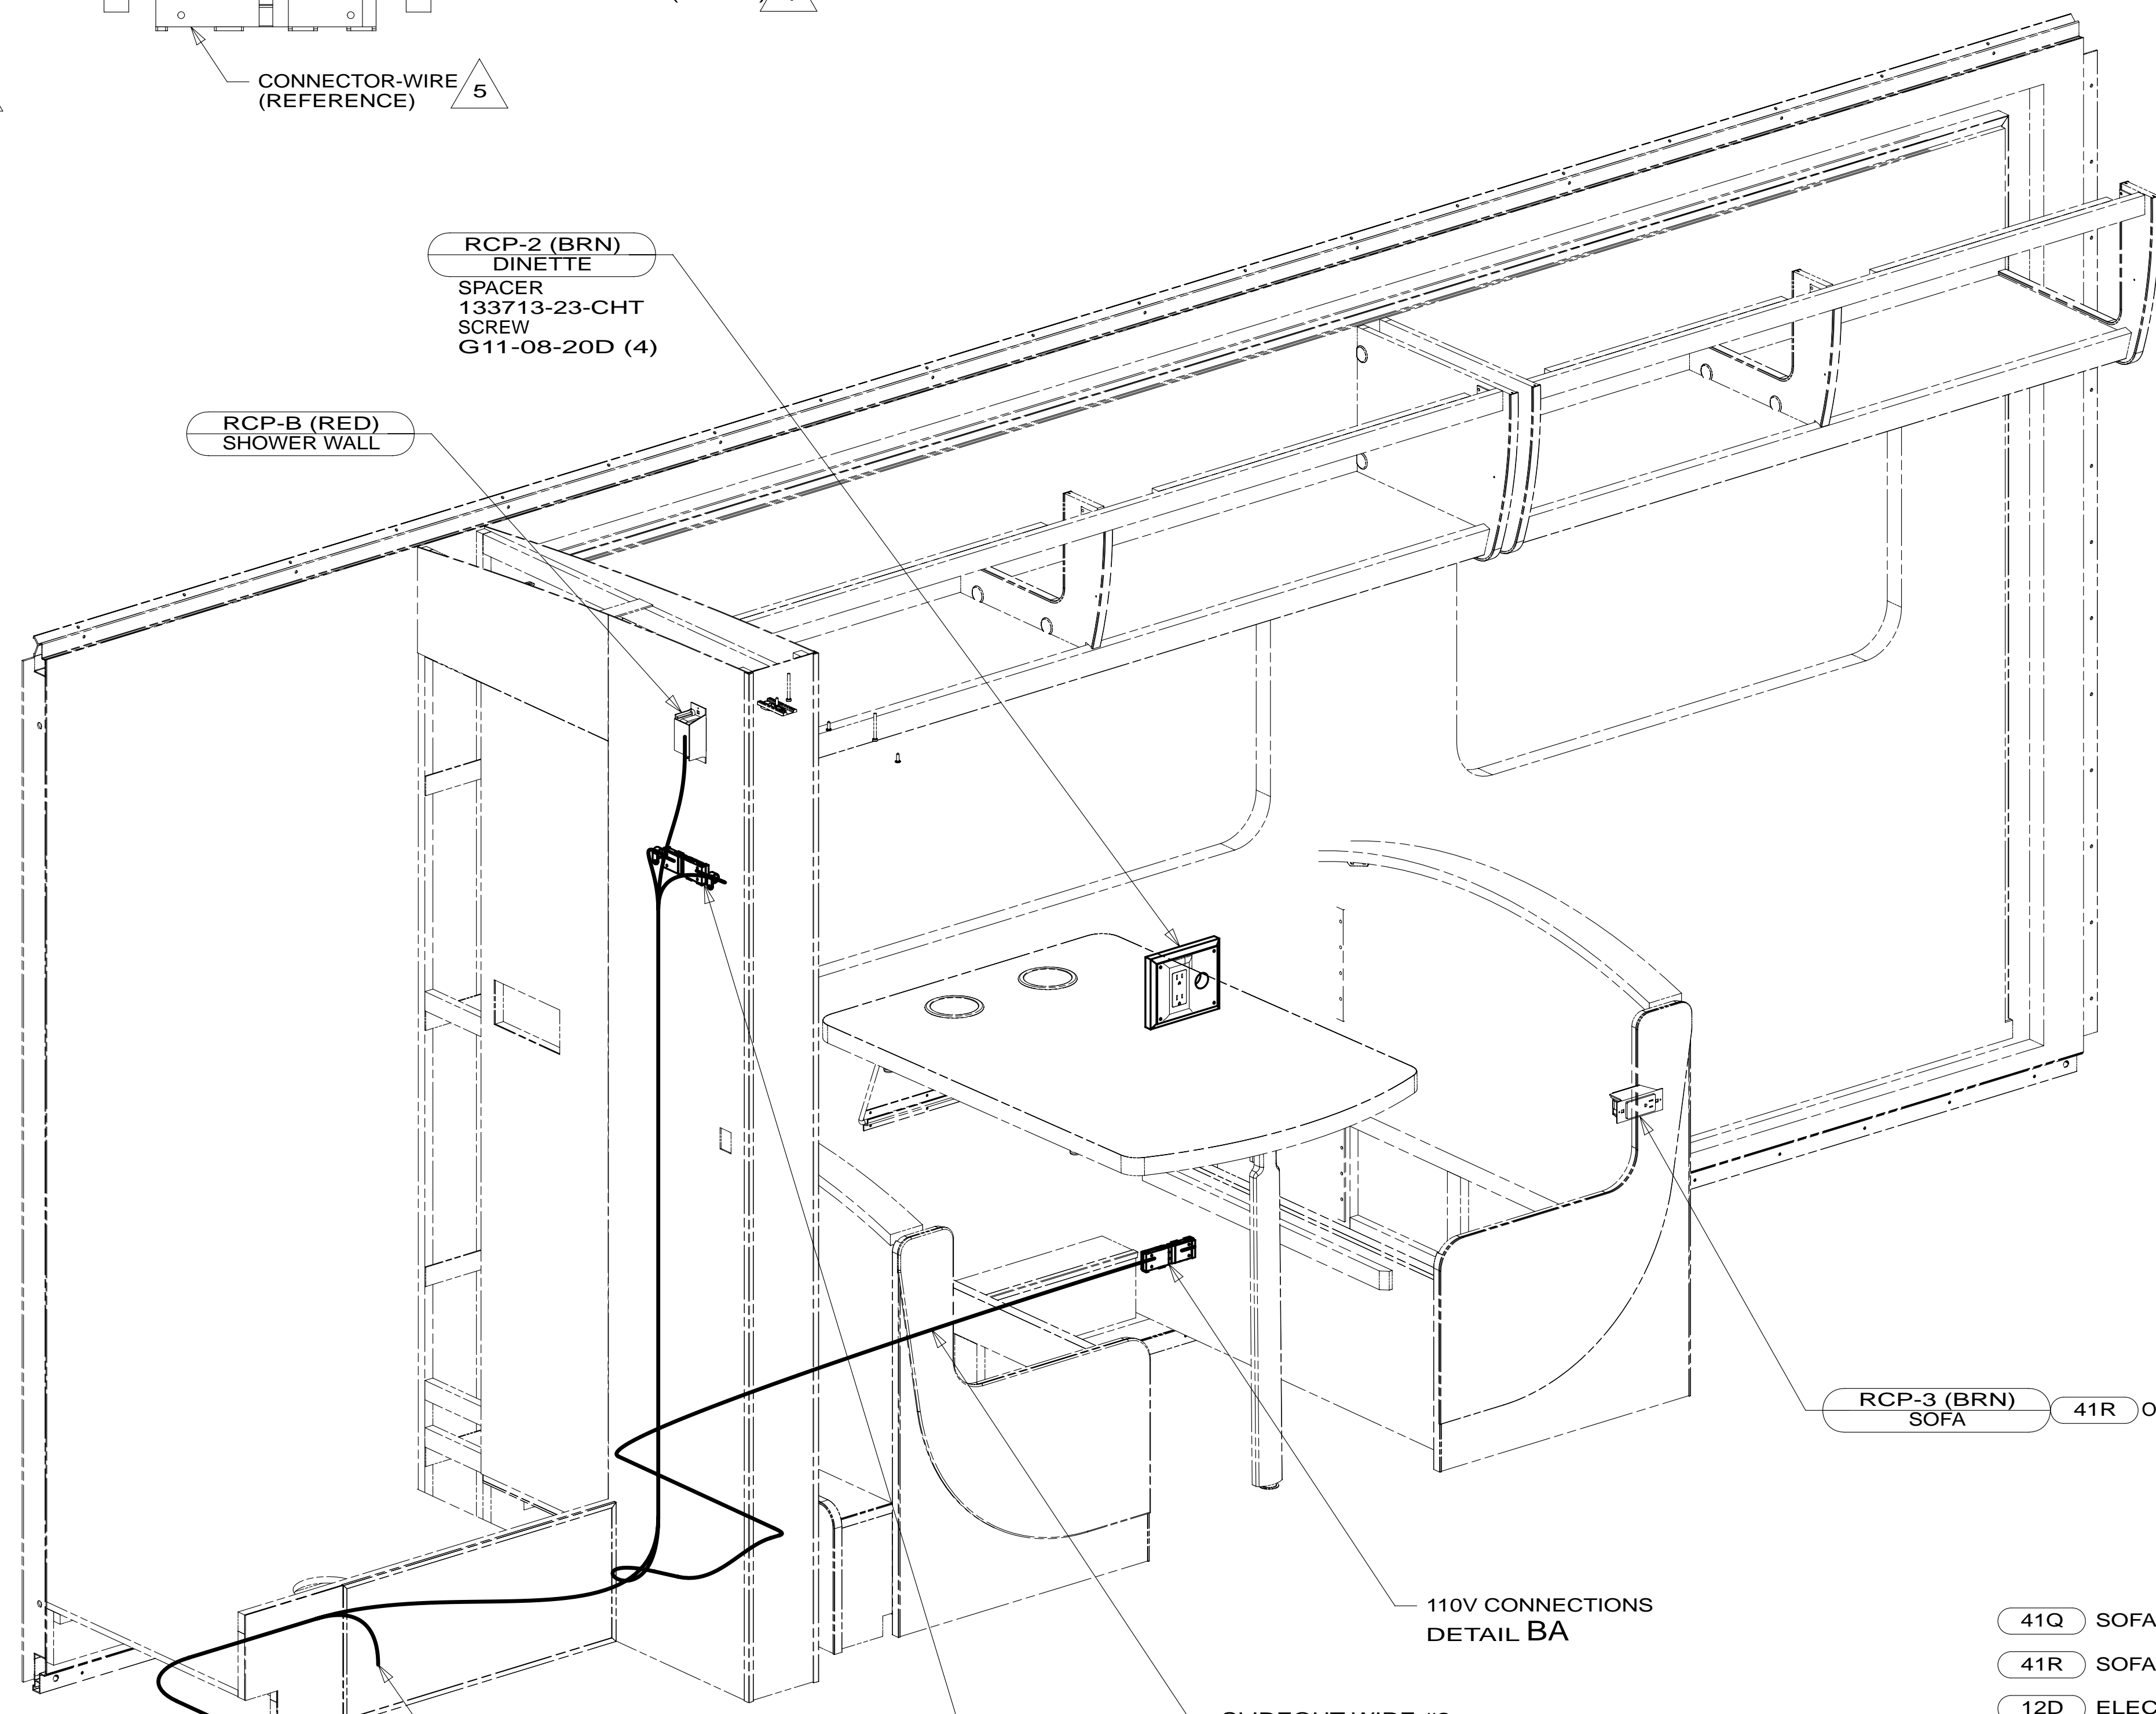 CONNECTOR-WIRE
(REFERENCE)
5
RCP-2 (BRN)
DINETTE
SPACER
133713-23-CHT
SCREW
G11-08-20D (4)
RCP-B (RED)
SHOWER WALL
RCP-3 (BRN)
SOFA
41R
110V CONNECTIONS
DETAIL BA
41Q SOFA
41R SOFA
12D ELEC